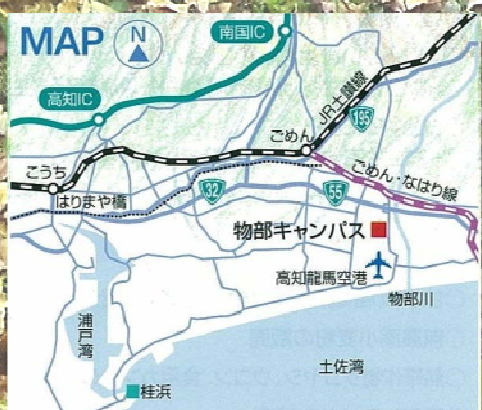 MAP
N
南国IC
高知IC
JR土讃線
195
ごめん
こうち
はりまや橋
32
55
ごめん・なはり線
物部キャンパス
高知龍馬空港
物部川
浦戸湾
土佐湾
桂浜